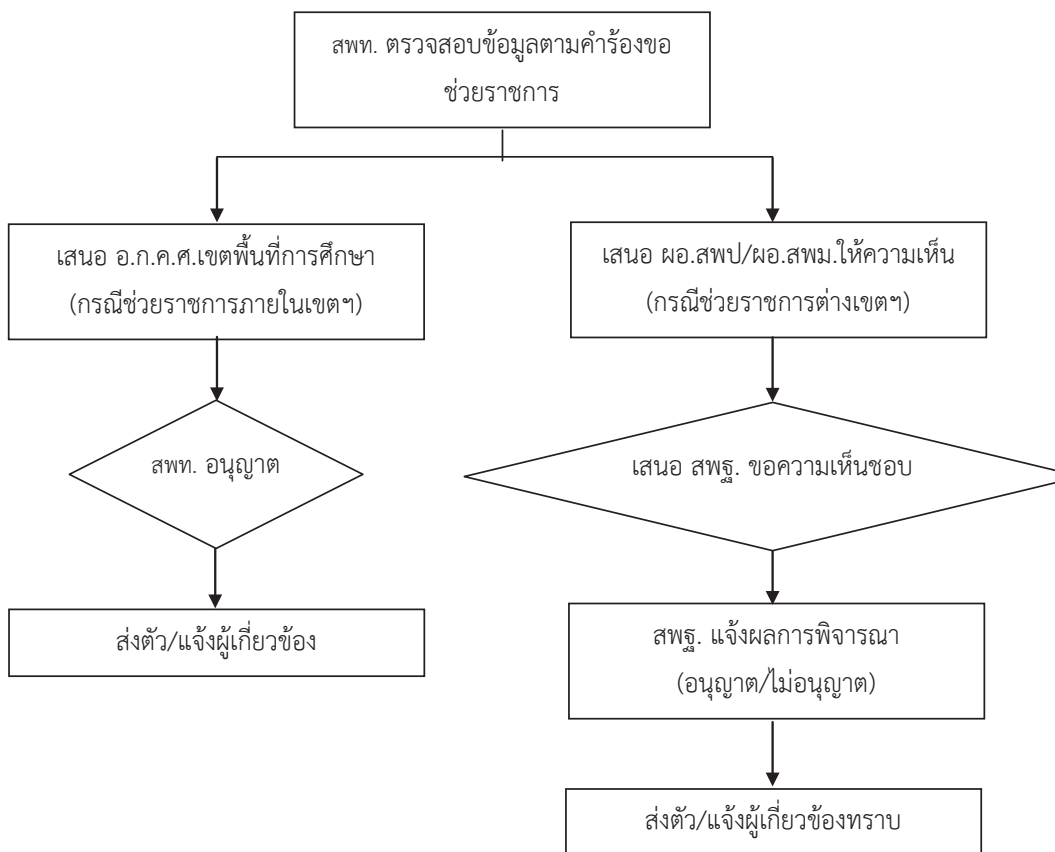 สพท. ตรวจสอบข้อมูลตามคำร้องขอ
ช่วยราชการ
เสนอ อ.ก.ค.ศ.เขตพื้นที่การศึกษา
(กรณีช่วยราชการภายในเขตฯ)
สพท. อนุญาต
ส่งตัว/แจ้งผู้เกี่ยวข้อง
เสนอ ผอ.สพป/ผอ.สพม.ให้ความเห็น
(กรณีช่วยราชการต่างเขตฯ)
เสนอ สพฐ. ขอความเห็นชอบ
สพฐ. แจ้งผลการพิจารณา
(อนุญาต/ไม่อนุญาต)
ส่งตัว/แจ้งผู้เกี่ยวข้องทราบ